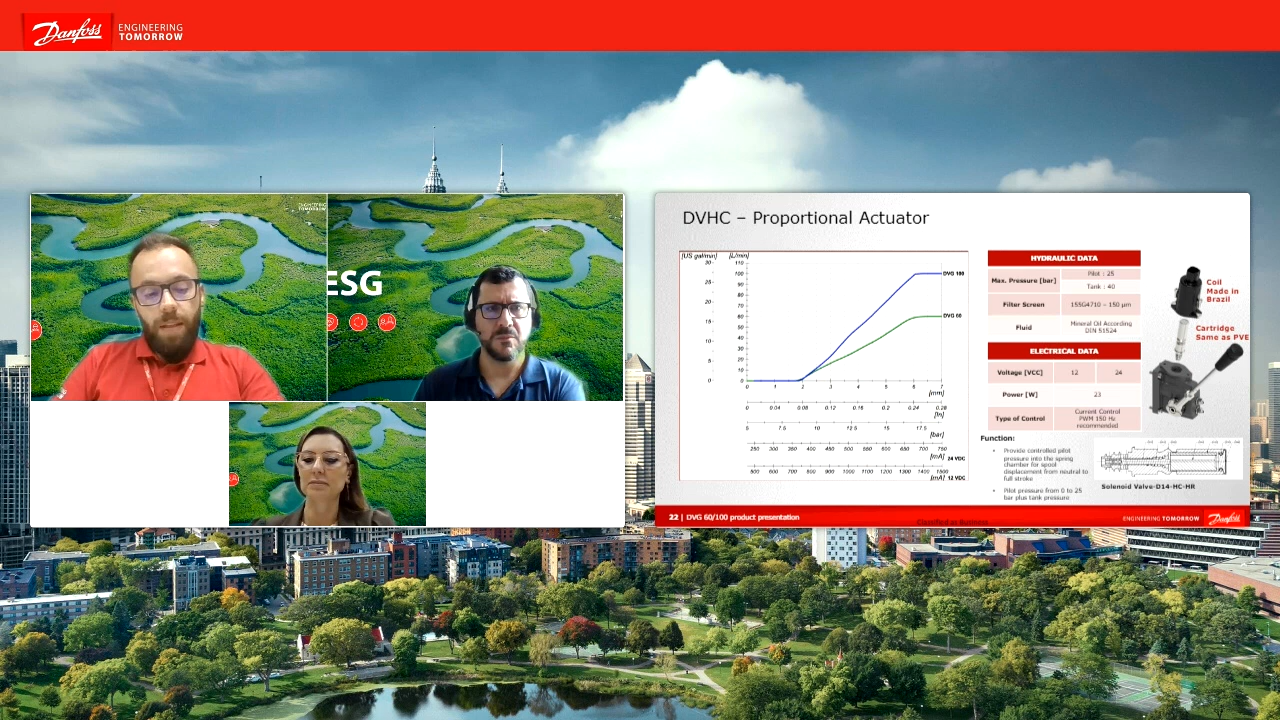 Danfoss
ENGINEERING
TOMORROW
ENGINEERING
TOMORROW
ESG
DVHC – Proportional Actuator
[US gal/min]
[L/min]
30
25
20
15
10
5
0
110
100
90
80
70
60
50
40
30
20
10
0
DVG 100
DVG 60
0 1 2 3 4 5 6 7
[mm]
0 0.04 0.08 0.12 0.16 0.2 0.24 0.28
[In]
5 7.5 10 12.5 15 17.5
[bar]
250 300 360 400 450 500 550 600 650 700 750
[mA] 24 VDC
500 600 700 800 900 1000 1100 1200 1300 1400 1500
[mA] 12 VDC
HYDRAULIC DATA
Max. Pressure [bar]
Pilot : 25
Tank : 40
Filter Screen
155G4710 – 150 µm
Fluid
Mineral Oil According
DIN 51524
ELECTRICAL DATA
Voltage [VCC] 12 24
Power [W] 23
Type of Control
Current Control
PWM 150 Hz
recommended
Coil
Made in
Brazil
Cartridge
Same as PVE
Function:
• Provide controlled pilot
pressure into the spring
chamber for spool
displacement from neutral to
full stroke
• Pilot pressure from 0 to 25
bar plus tank pressure
Solenoid Valve-D14-HC-HR
22 | DVG 60/100 product presentation
Classified as Business
ENGINEERING TOMORROW
Danfoss